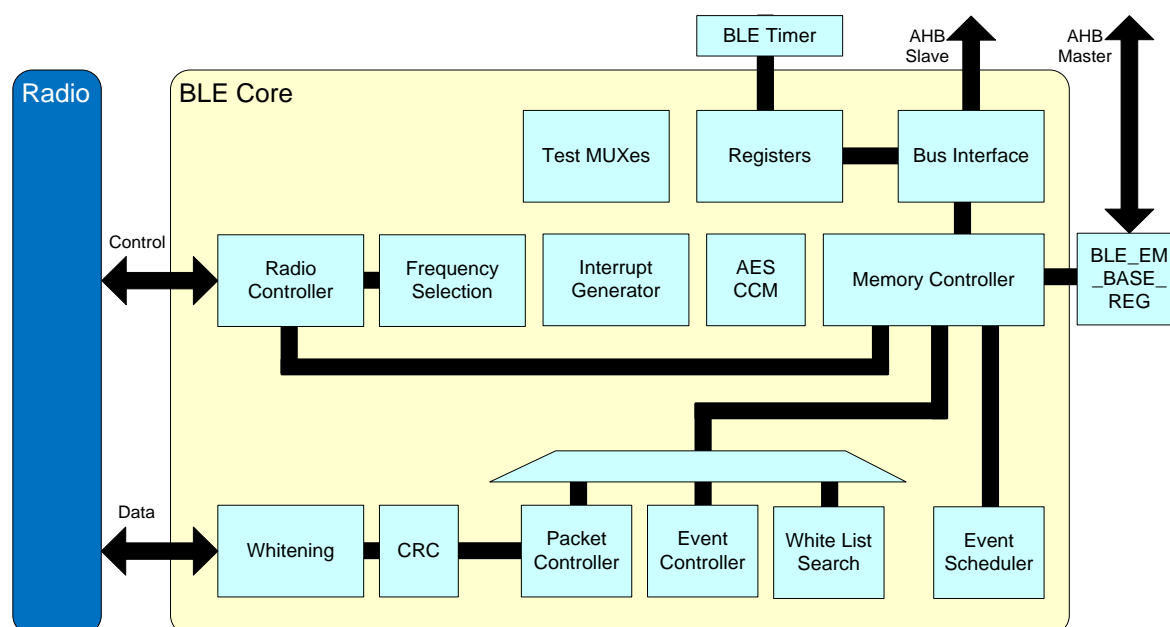 BLE Timer
AHB
Slave
AHB
Master
Radio
BLE Core
Test MUXes
Registers
Bus Interface
Control
Radio
Controller
Frequency
Selection
Interrupt
Generator
AES
CCM
Memory Controller
BLE_EM
_BASE_
REG
Data
Whitening
CRC
Packet
Controller
Event
Controller
White List
Search
Event
Scheduler